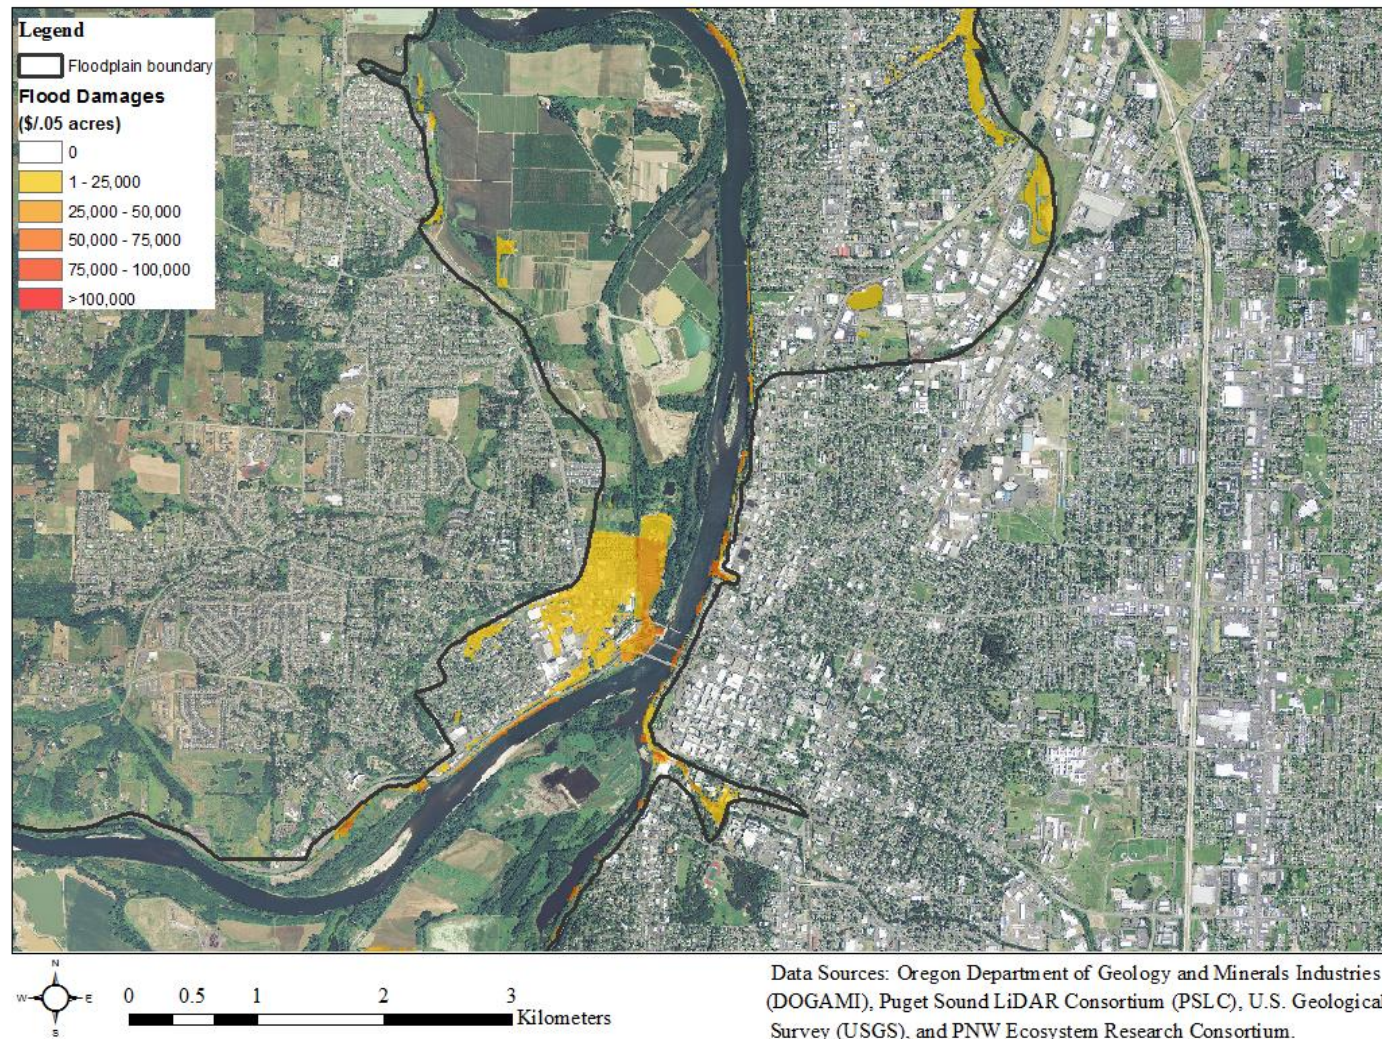 Legend
Floodplain boundary
Flood Damages
($/.05 acres)
0
1 - 25,000
25,000 - 50,000
50,000 - 75,000
75,000 - 100,000
>100,000
N
W E
S
0 0.5 1 2 3
Kilometers
Data Sources: Oregon Department of Geology and Minerals Industries
(DOGAMI), Puget Sound LiDAR Consortium (PSLC), U.S. Geological
Survey (USGS), and PNW Ecosystem Research Consortium.